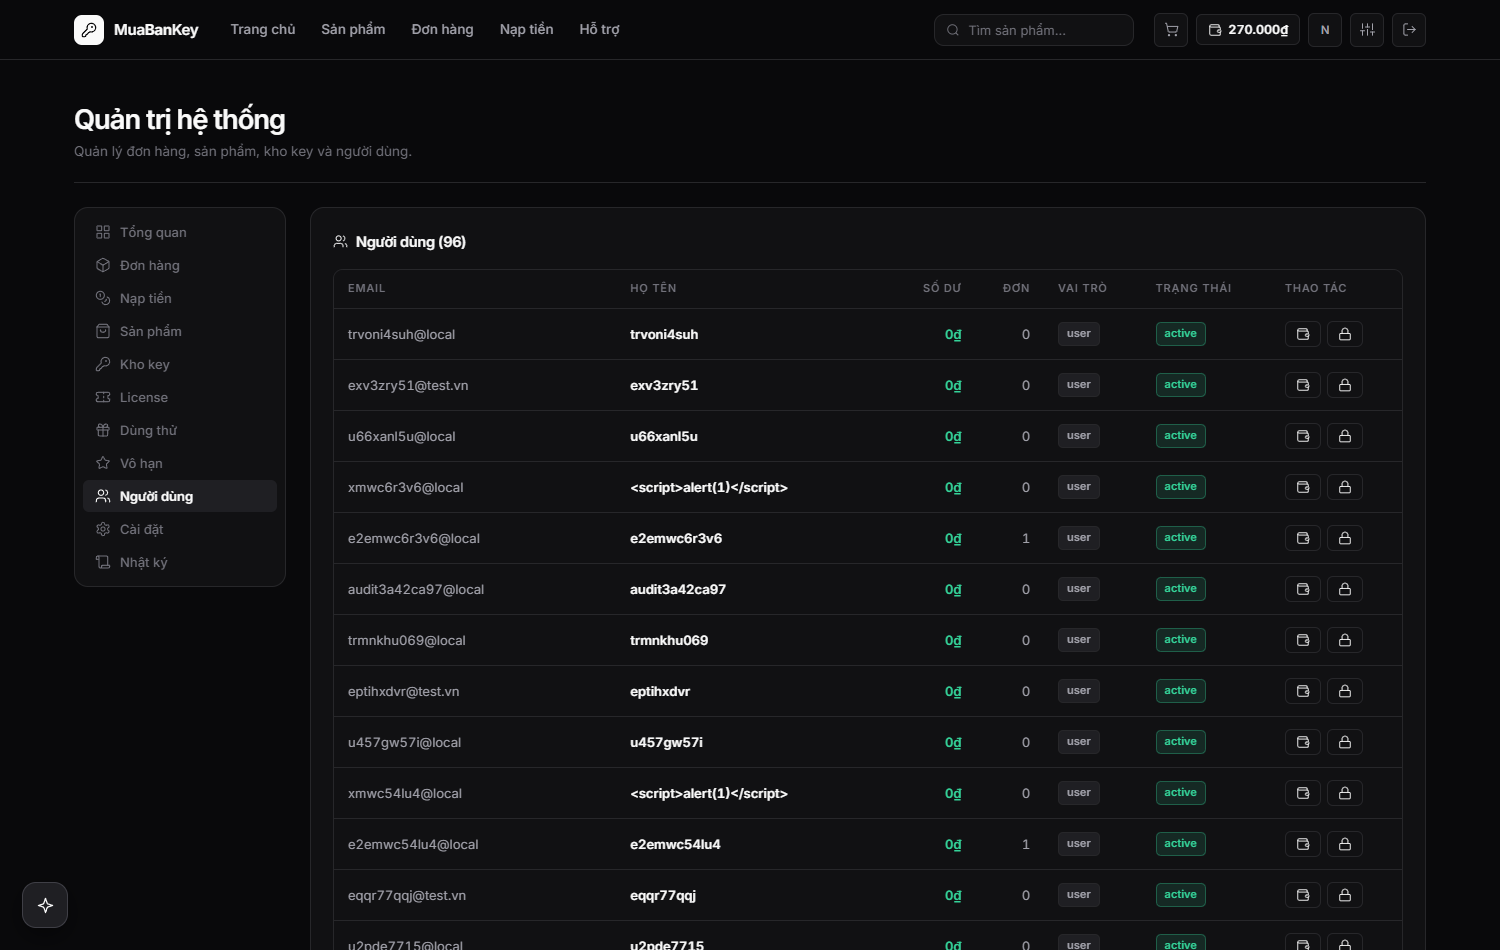 MuaBanKey Trang chủ Sản phẩm Đơn hàng Nạp tiền Hỗ trợ Tìm sản phẩm... 270.000₫ N
Quản trị hệ thống
Quản lý đơn hàng, sản phẩm, kho key và người dùng.
Tổng quan
Đơn hàng
Nạp tiền
Sản phẩm
Kho key
License
Dùng thử
Vô hạn
Người dùng
Cài đặt
Nhật ký
Người dùng (96)
EMAIL HỌ TÊN SỐ DƯ ĐƠN VAI TRÒ TRẠNG THÁI THAO TÁC
trvoni4suh@local trvoni4suh 0₫ 0 user active
exv3zry51@test.vn exv3zry51 0₫ 0 user active
u66xanl5u@local u66xanl5u 0₫ 0 user active
xmwc6r3v6@local <script>alert(1)</script> 0₫ 0 user active
e2emwc6r3v6@local e2emwc6r3v6 0₫ 1 user active
audit3a42ca97@local audit3a42ca97 0₫ 0 user active
trmnkhu069@local trmnkhu069 0₫ 0 user active
eptihxdvr@test.vn eptihxdvr 0₫ 0 user active
u457gw57i@local u457gw57i 0₫ 0 user active
xmwc54lu4@local <script>alert(1)</script> 0₫ 0 user active
e2emwc54lu4@local e2emwc54lu4 0₫ 1 user active
eqqr77qqj@test.vn eqqr77qqj 0₫ 0 user active
u2pde7715@local u2pde7715 0₫ 0 user active